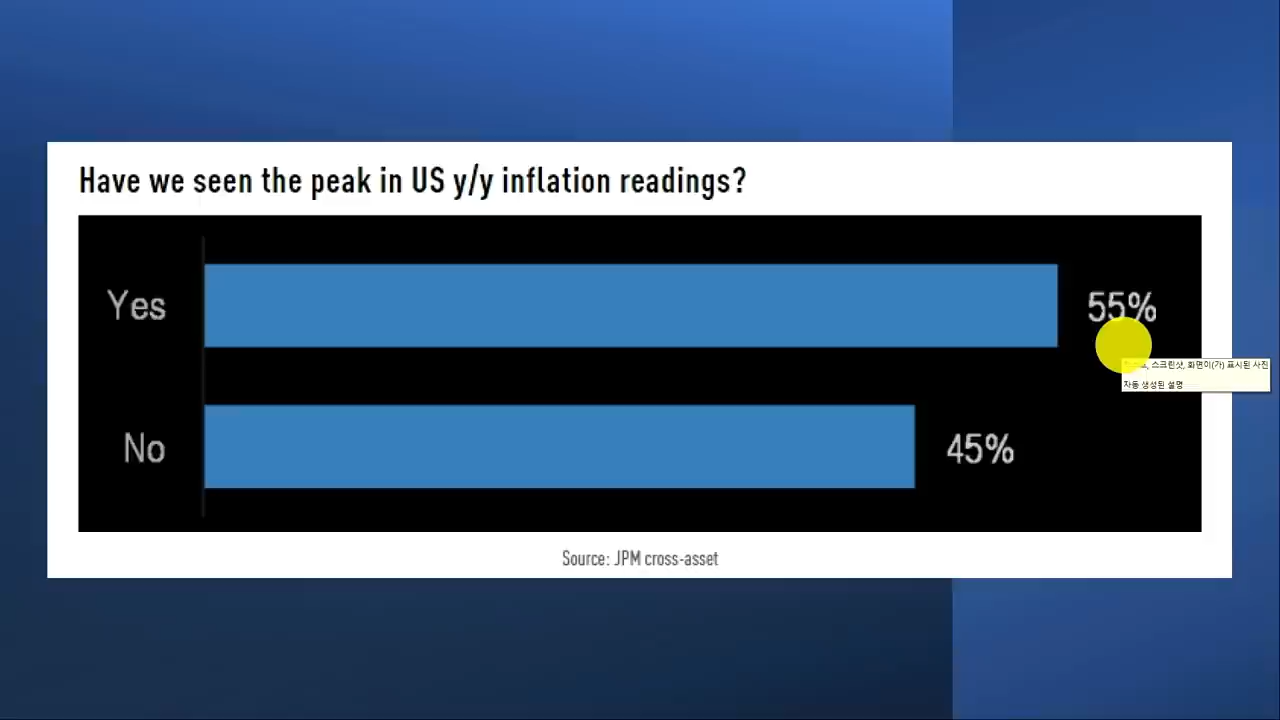 Have we seen the peak in US y/y inflation readings?
Yes
55%
스크린샷, 화면이(가) 표시된 사진
자동 생성된 설명
No
45%
Source: JPM cross-asset